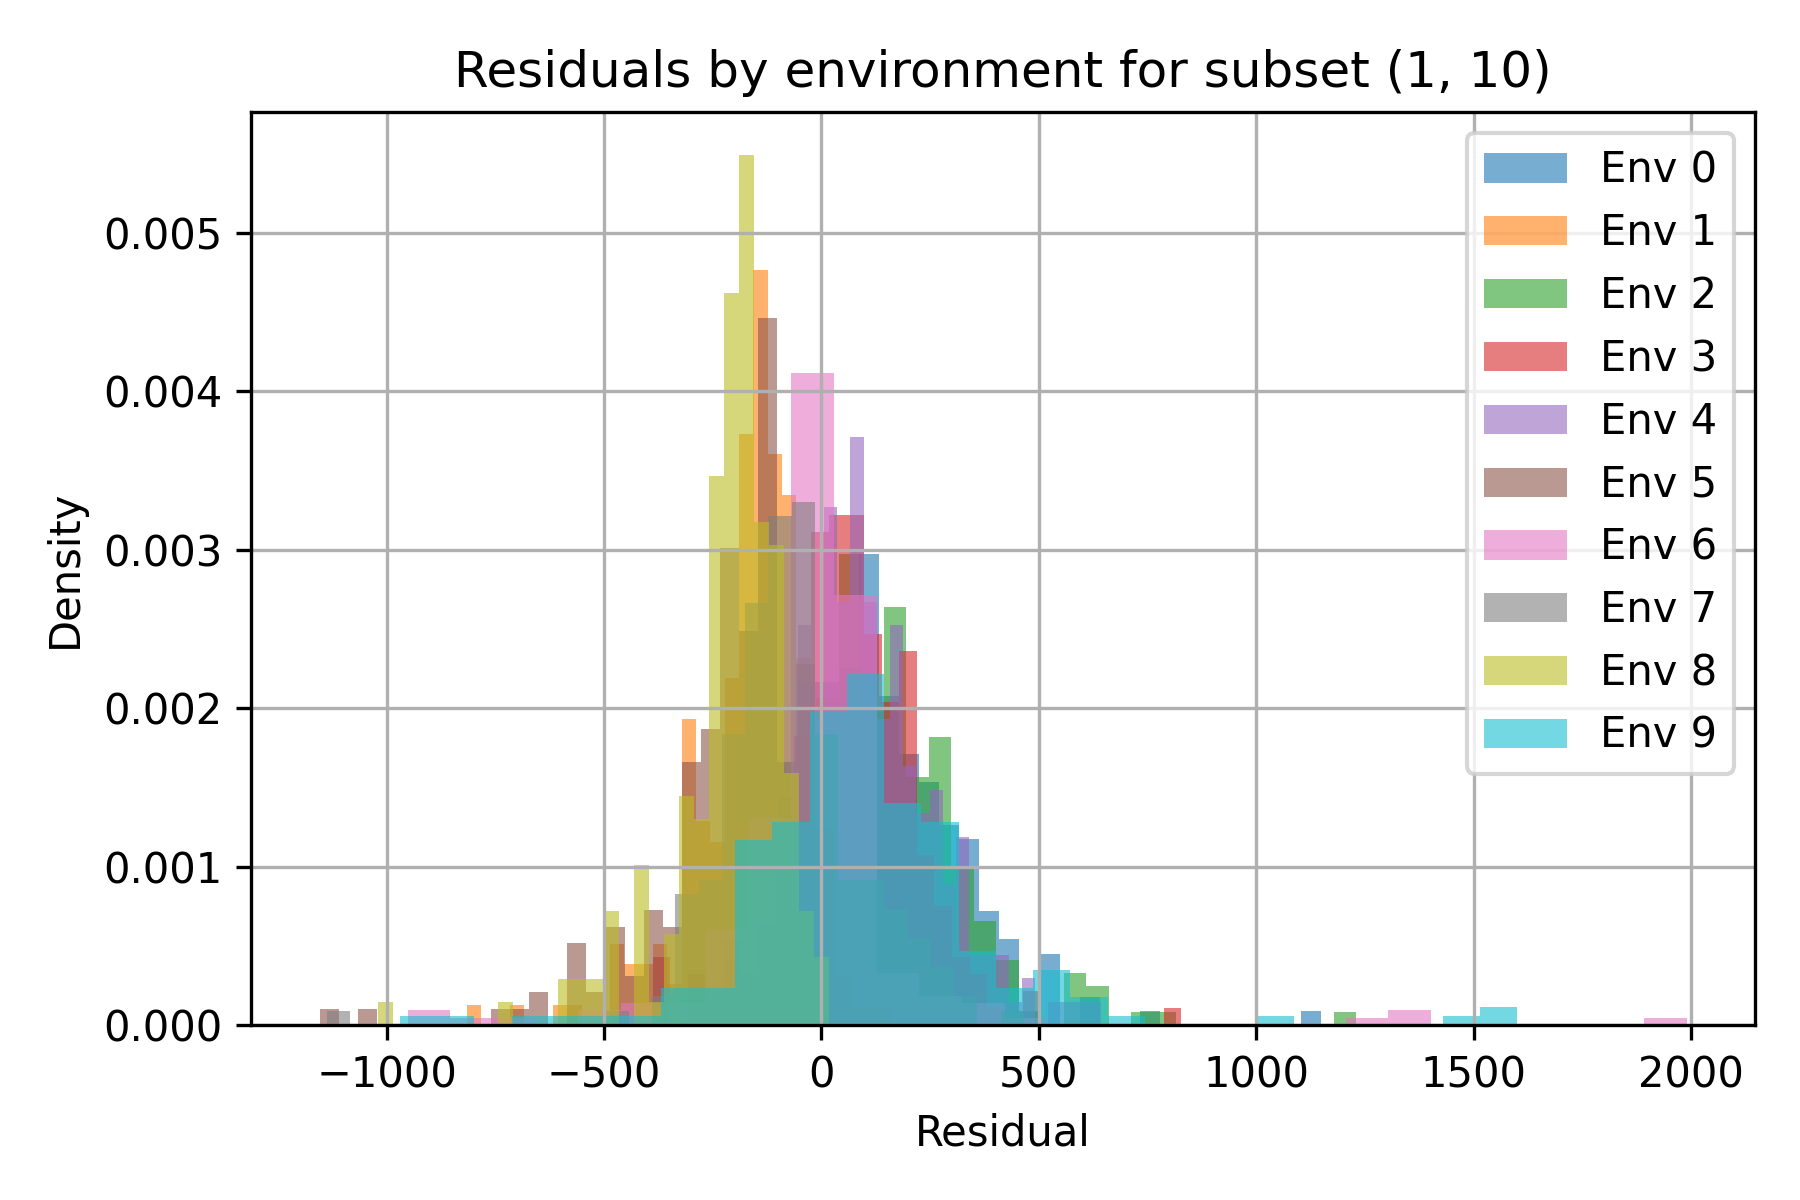 Residuals by environment for subset (1, 10)
Density
0.005
0.004
0.003
0.002
0.001
0.000
−1000 −500 0 500 1000 1500 2000
Residual
Env 0
Env 1
Env 2
Env 3
Env 4
Env 5
Env 6
Env 7
Env 8
Env 9